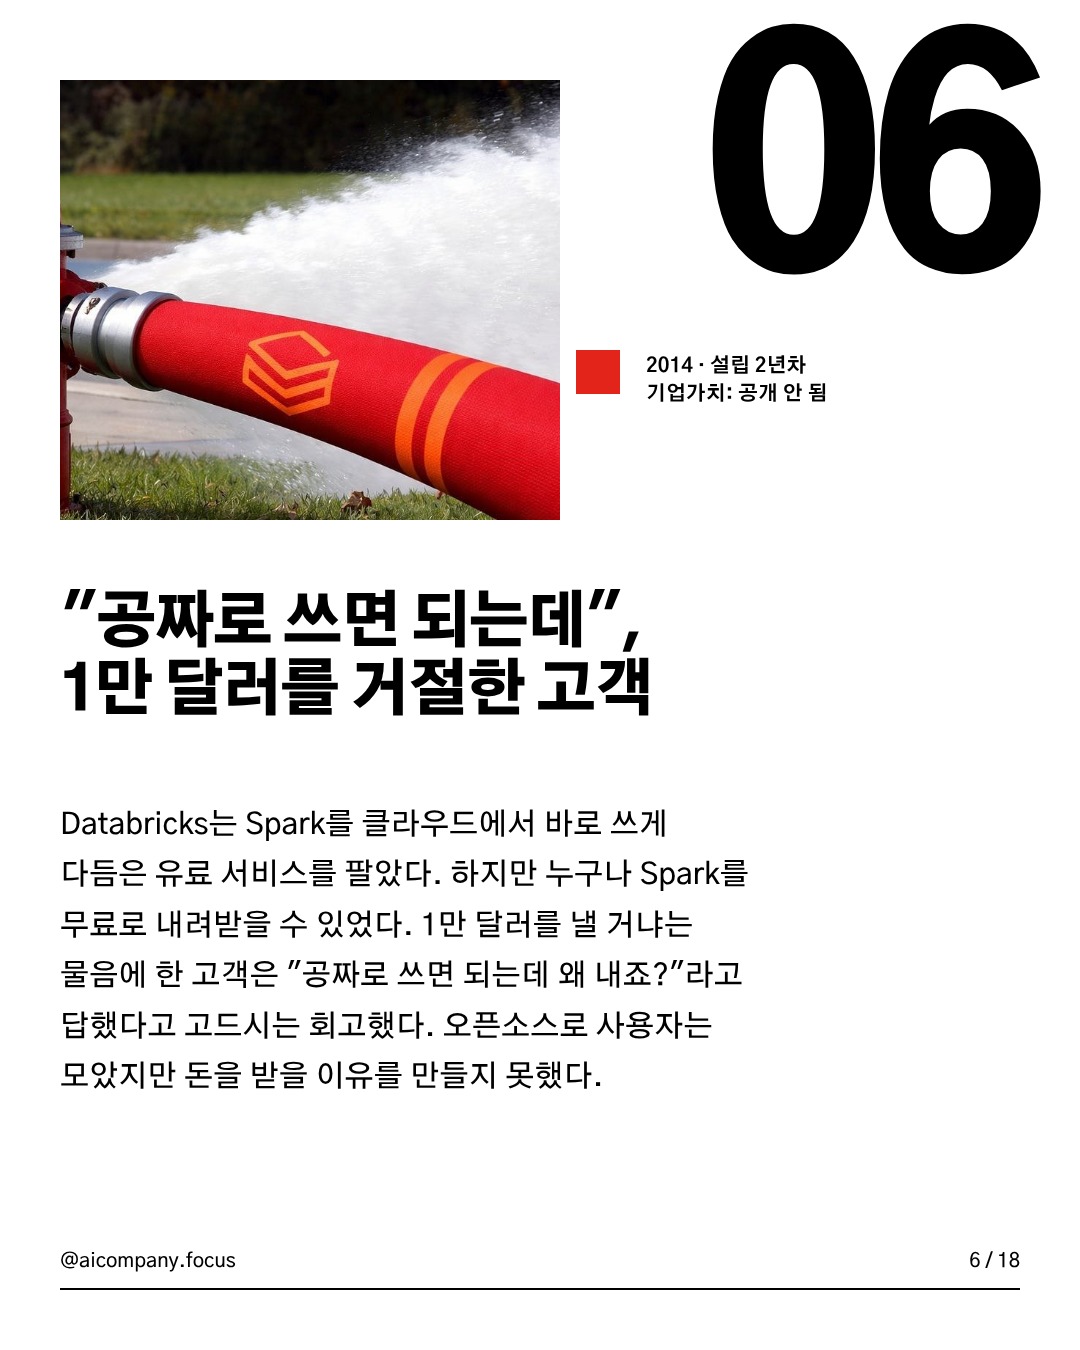 06
2014 · 설립 2년차
기업가치: 공개 안 됨
"공짜로 쓰면 되는데",
1만 달러를 거절한 고객
Databricks는 Spark를 클라우드에서 바로 쓰게
다듬은 유료 서비스를 팔았다. 하지만 누구나 Spark를
무료로 내려받을 수 있었다. 1만 달러를 낼 거냐는
물음에 한 고객은 "공짜로 쓰면 되는데 왜 내죠?"라고
답했다고 고드시는 회고했다. 오픈소스로 사용자는
모았지만 돈을 받을 이유를 만들지 못했다.
@aicompany.focus
6 / 18